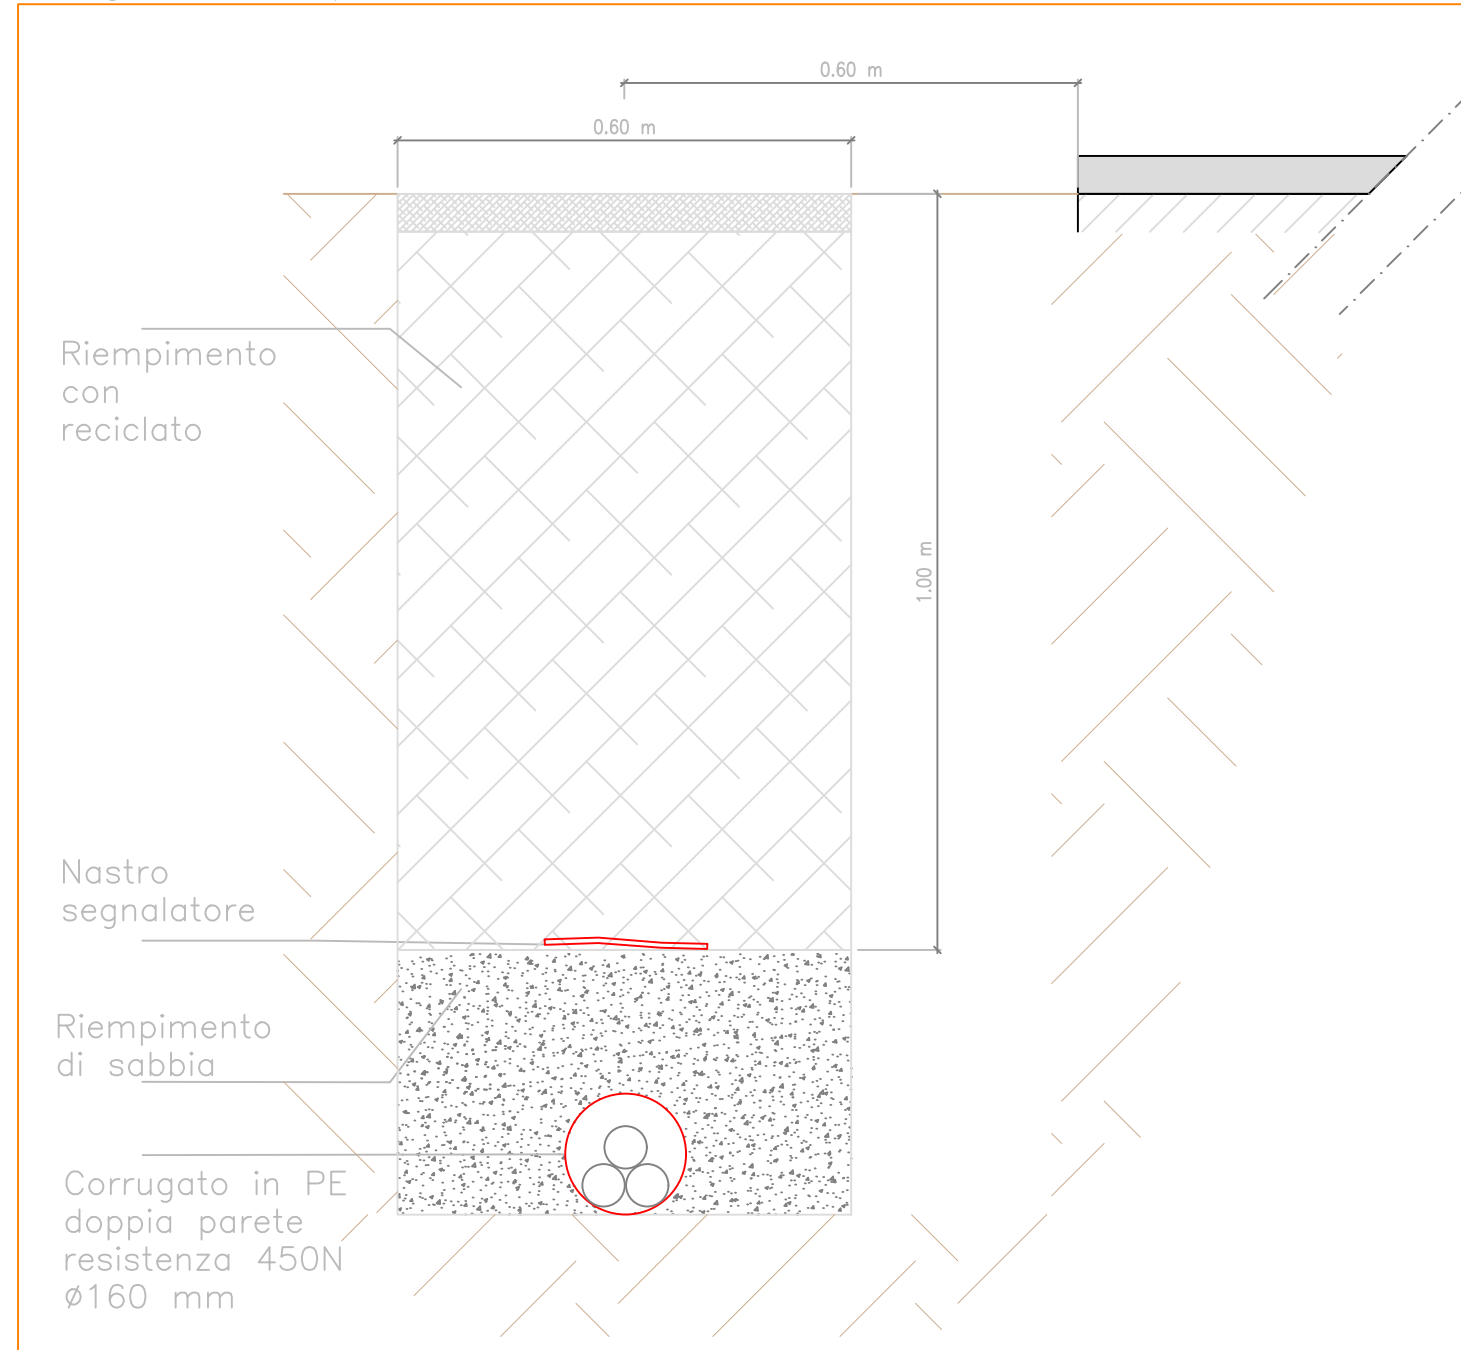 0.60 m
0.60 m
Riempimento
con
reciclato
1.00 m
Nastro
segnalatore
Riempimento
di sabbia
Corrugato in PE
doppia parete
resistenza 450N
Ø160 mm